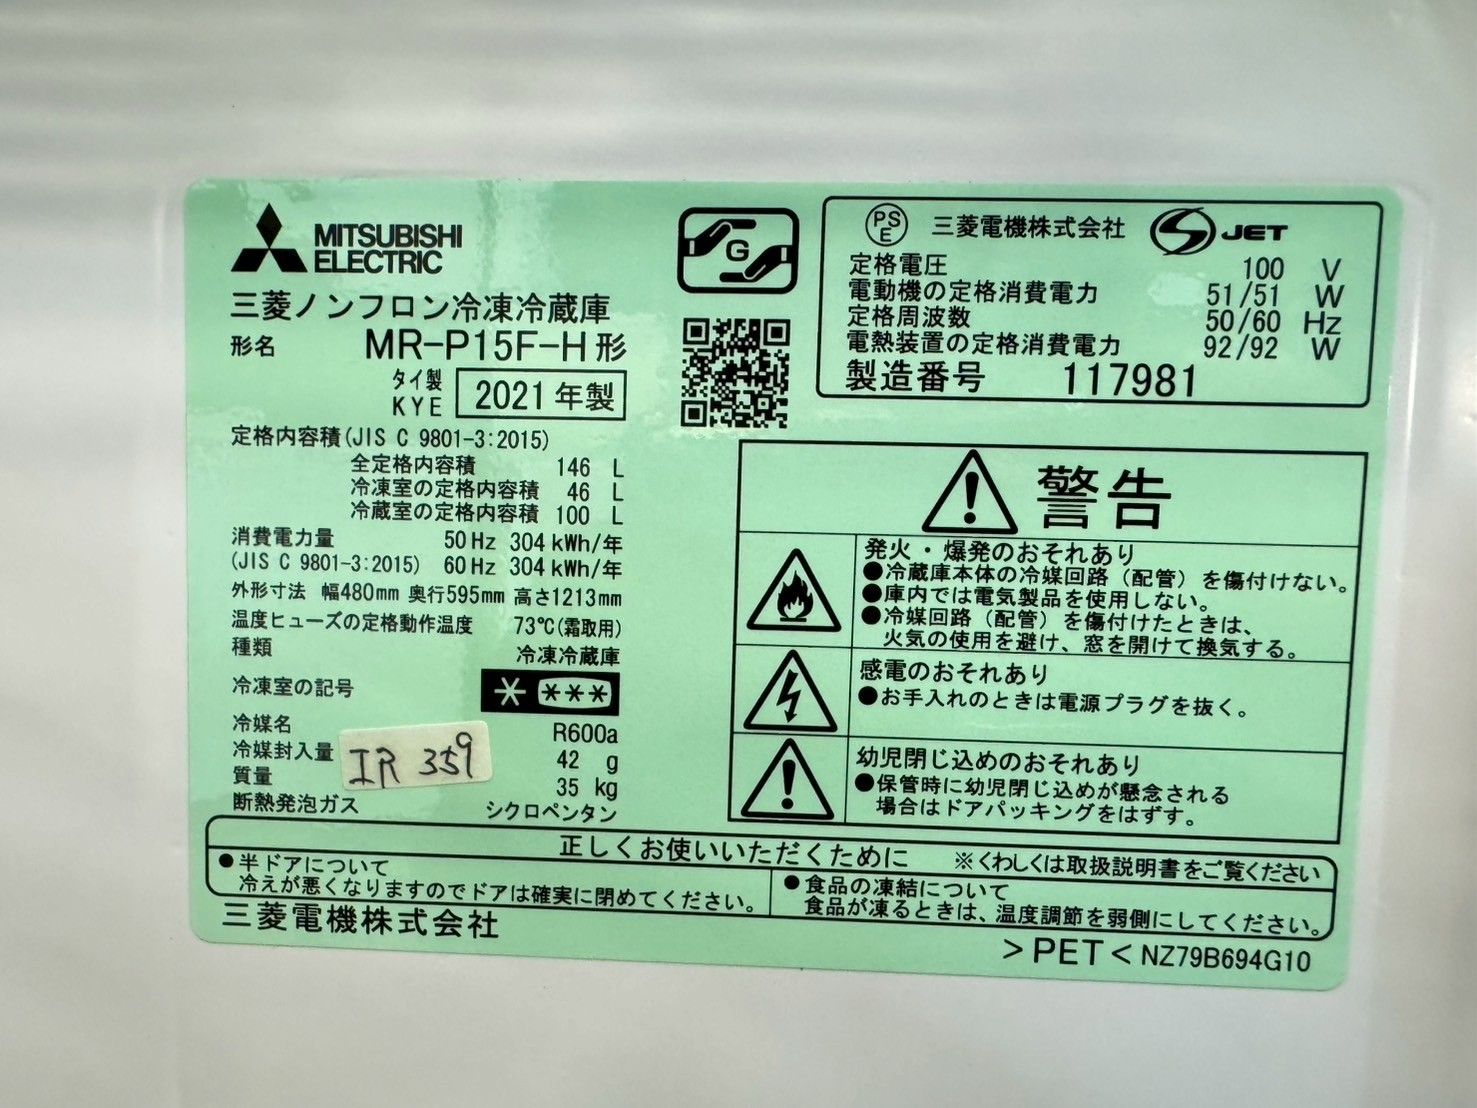 MITSUBISHI
ELECTRIC
三菱ノンフロン冷凍冷蔵庫
形名 MR-P15F-H形
タイ製
KYE 2021年製
定格内容積(JIS C 9801-3:2015)
全定格内容積 146 L
冷凍室の定格内容積 46 L
冷蔵室の定格内容積 100 L
消費電力量 50Hz 304kWh/年
(JIS C 9801-3:2015) 60Hz 304kWh/年
外形寸法 幅480mm 奥行595mm 高さ1213mm
温度ヒューズの定格動作温度 73℃(霜取用)
種類 冷凍冷蔵庫
冷凍室の記号 * ***
冷媒名 R600a
冷媒封入量 42 g
質量 35 kg
断熱発泡ガス シクロペンタン
IR 359
G
PS
E
三菱電機株式会社 JET
定格電圧 100 V
電動機の定格消費電力 51/51 W
定格周波数 50/60 Hz
電熱装置の定格消費電力 92/92 W
製造番号 117981
警告
発火・爆発のおそれあり
●冷蔵庫本体の冷媒回路(配管)を傷付けない。
●庫内では電気製品を使用しない。
●冷媒回路(配管)を傷付けたときは、
火気の使用を避け、窓を開けて換気する。
感電のおそれあり
●お手入れのときは電源プラグを抜く。
幼児閉じ込めのおそれあり
●保管時に幼児閉じ込めが懸念される
場合はドアパッキングをはずす。
正しくお使いいただくために ※くわしくは取扱説明書をご覧ください
●半ドアについて
冷えが悪くなりますのでドアは確実に閉めてください。
●食品の凍結について
食品が凍るときは、温度調節を弱側にしてください。
三菱電機株式会社
>PET< NZ79B694G10